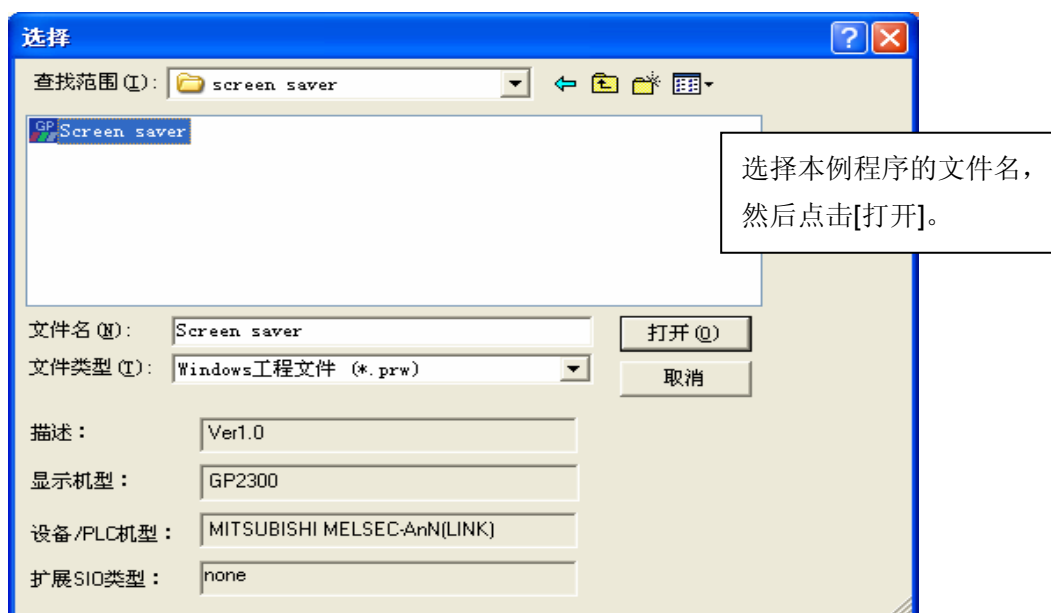 选择
查找范围(I): screen saver
GP Screen saver
选择本例程序的文件名，
然后点击[打开]。
文件名(N): Screen saver 打开(O)
文件类型(T): Windows工程文件 (*.prw) 取消
描述： Ver1.0
显示机型： GP2300
设备/PLC机型： MITSUBISHI MELSEC-AnN(LINK)
扩展SIO类型： none